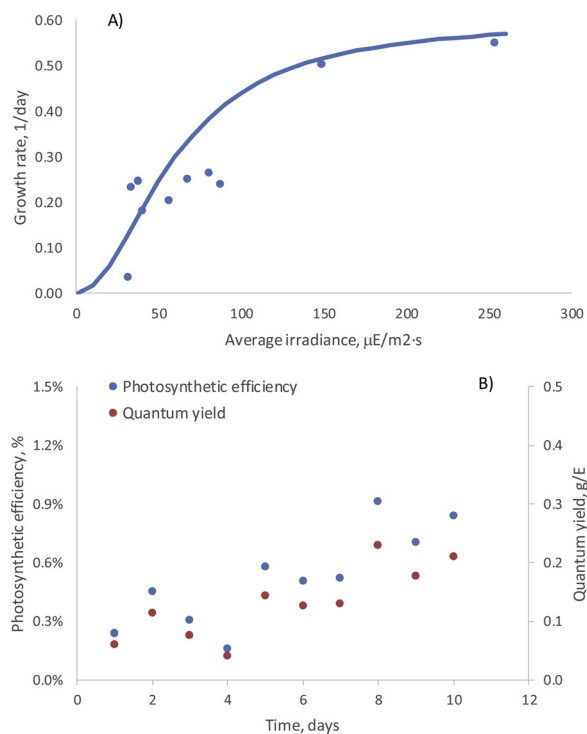 A)
Growth rate, 1/day
0.60
0.50
0.40
0.30
0.20
0.10
0.00
0 50 100 150 200 250 300
Average irradiance, µE/m2·s
B)
Photosynthetic efficiency
Quantum yield
Photosynthetic efficiency, %
1.5%
1.2%
0.9%
0.6%
0.3%
0.0%
0.5
0.4
0.3
0.2
0.1
0.0
Quantum yield, g/E
0 2 4 6 8 10 12
Time, days